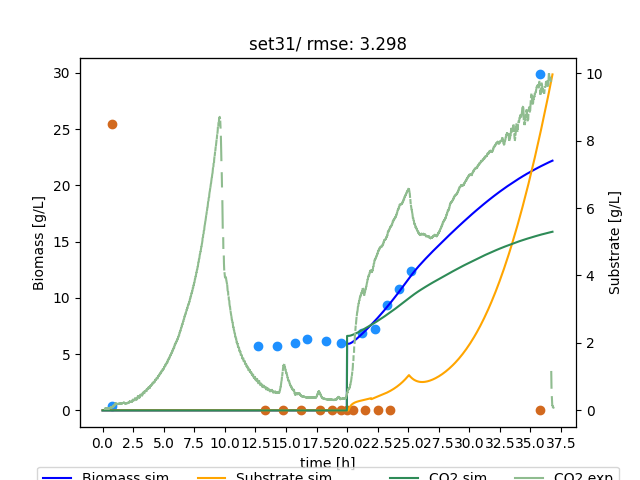 set31/ rmse: 3.298
30
25
20
15
10
5
0
Biomass [g/L]
10
8
6
4
2
0
Substrate [g/L]
0.0 2.5 5.0 7.5 10.0 12.5 15.0 17.5 20.0 22.5 25.0 27.5 30.0 32.5 35.0 37.5
time [h]
Biomass sim Substrate sim CO2 sim CO2 exp